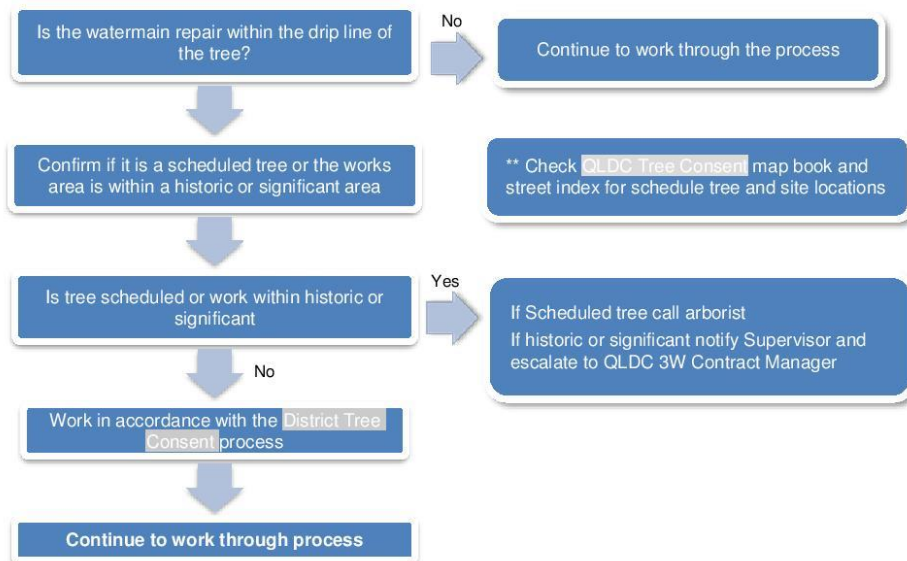 Is the watermain repair within the drip line of
the tree?
No
Continue to work through the process
Confirm if it is a scheduled tree or the works
area is within a historic or significant area
** Check QLDC Tree Consent map book and
street index for schedule tree and site locations
Is tree scheduled or work within historic or
significant
Yes
If Scheduled tree call arborist
If historic or significant notify Supervisor and
escalate to QLDC 3W Contract Manager
No
Work in accordance with the District Tree
Consent process
Continue to work through process